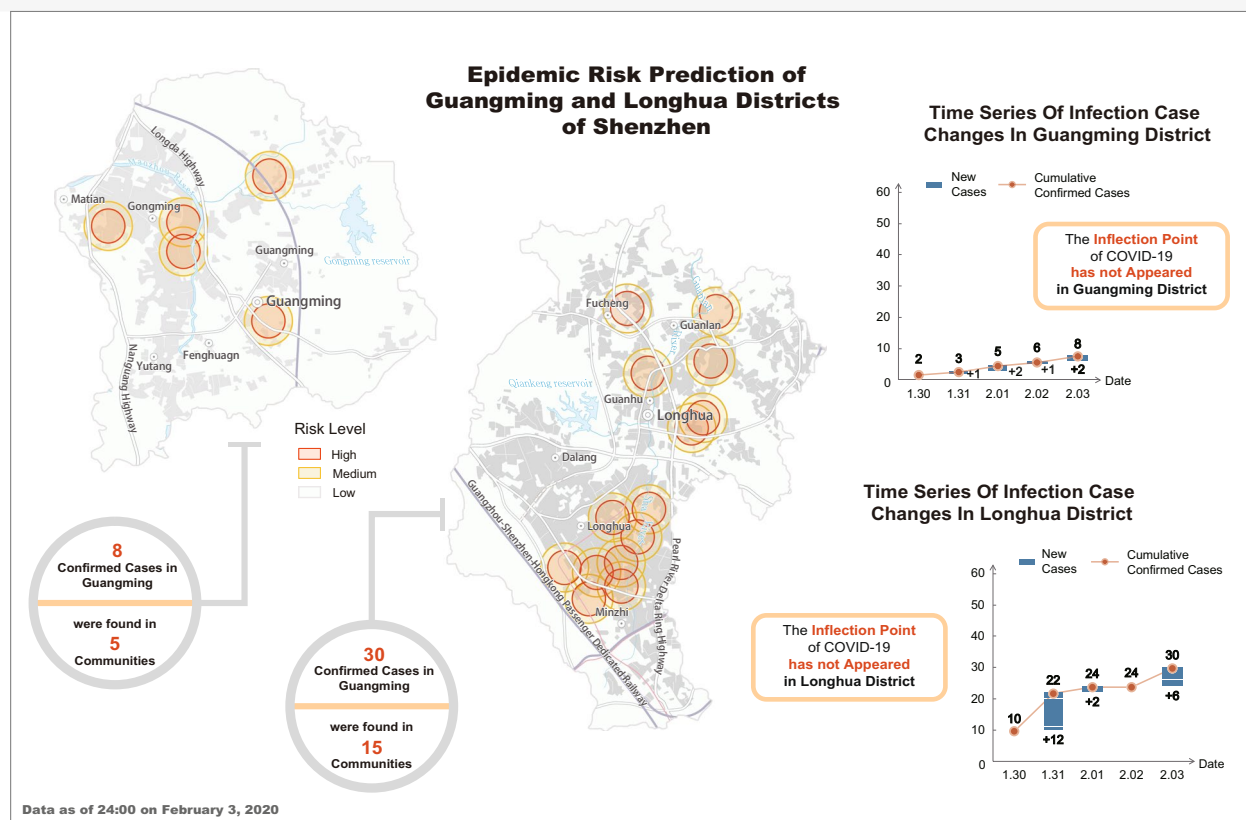 Epidemic Risk Prediction of
Guangming and Longhua Districts
of Shenzhen
Longda Highway
Matian
Gongming
Guangming
Gongming reservoir
Guangming
Fenghuagn
Yutang
Nanguang Highway
Risk Level
High
Medium
Low
8
Confirmed Cases in
Guangming
were found in
5
Communities
30
Confirmed Cases in
Guangming
were found in
15
Communities
Fucheng
Guanlan
Qiankeng reservoir
Guanhu
Longhua
Dalang
Longhua
Minzhi
Guangzhou-Shenzhen-Hongkong Passenger Dedicated Railway
Pearl River Delta Ring Highway
Time Series Of Infection Case
Changes In Guangming District
New
Cases
Cumulative
Confirmed Cases
60
50
40
30
20
10
0
The Inflection Point
of COVID-19
has not Appeared
in Guangming District
2
3
5
6
8
+1
+2
+1
+2
1.30
1.31
2.01
2.02
2.03
Date
Time Series Of Infection Case
Changes In Longhua District
New
Cases
Cumulative
Confirmed Cases
60
50
40
30
20
10
0
The Inflection Point
of COVID-19
has not Appeared
in Longhua District
10
22
24
24
30
+12
+2
+6
1.30
1.31
2.01
2.02
2.03
Date
Data as of 24:00 on February 3, 2020